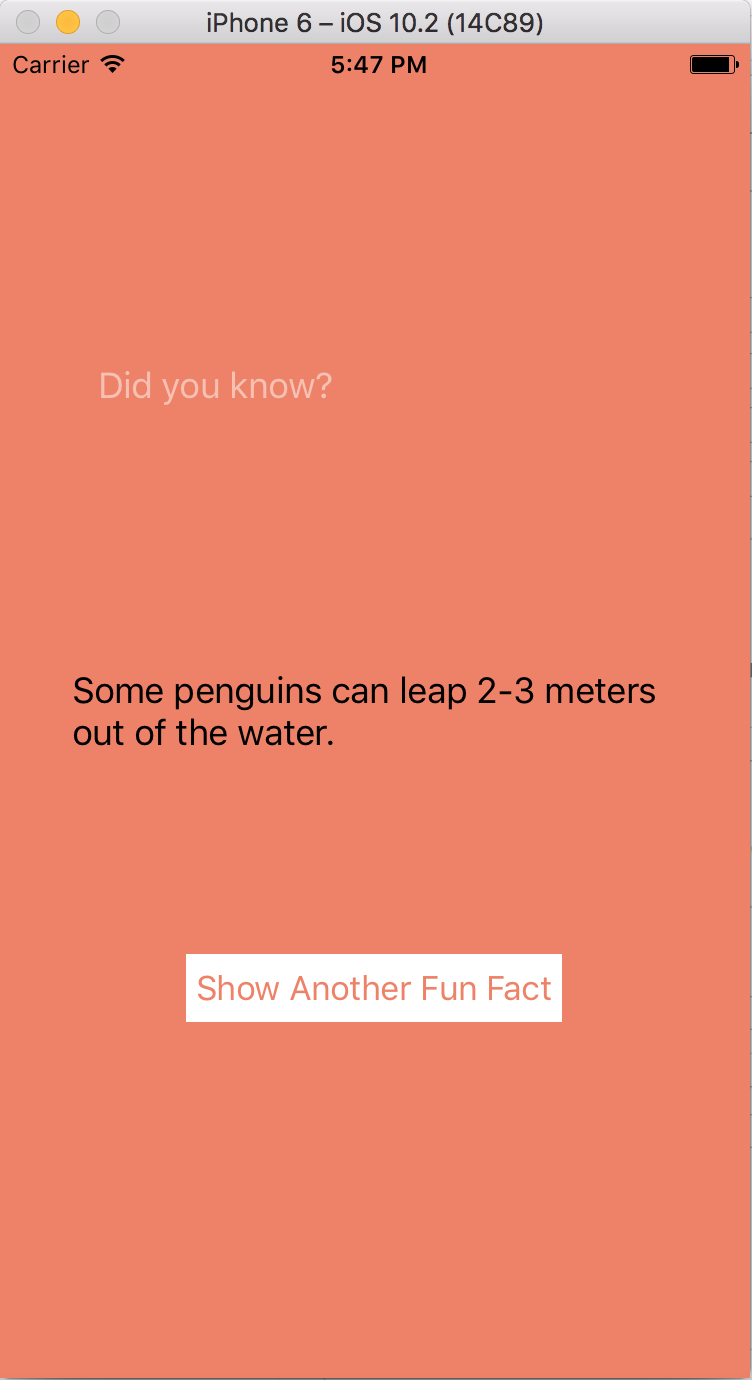 iPhone 6 – iOS 10.2 (14C89)
Carrier 5:47 PM
Did you know?
Some penguins can leap 2-3 meters
out of the water.
Show Another Fun Fact